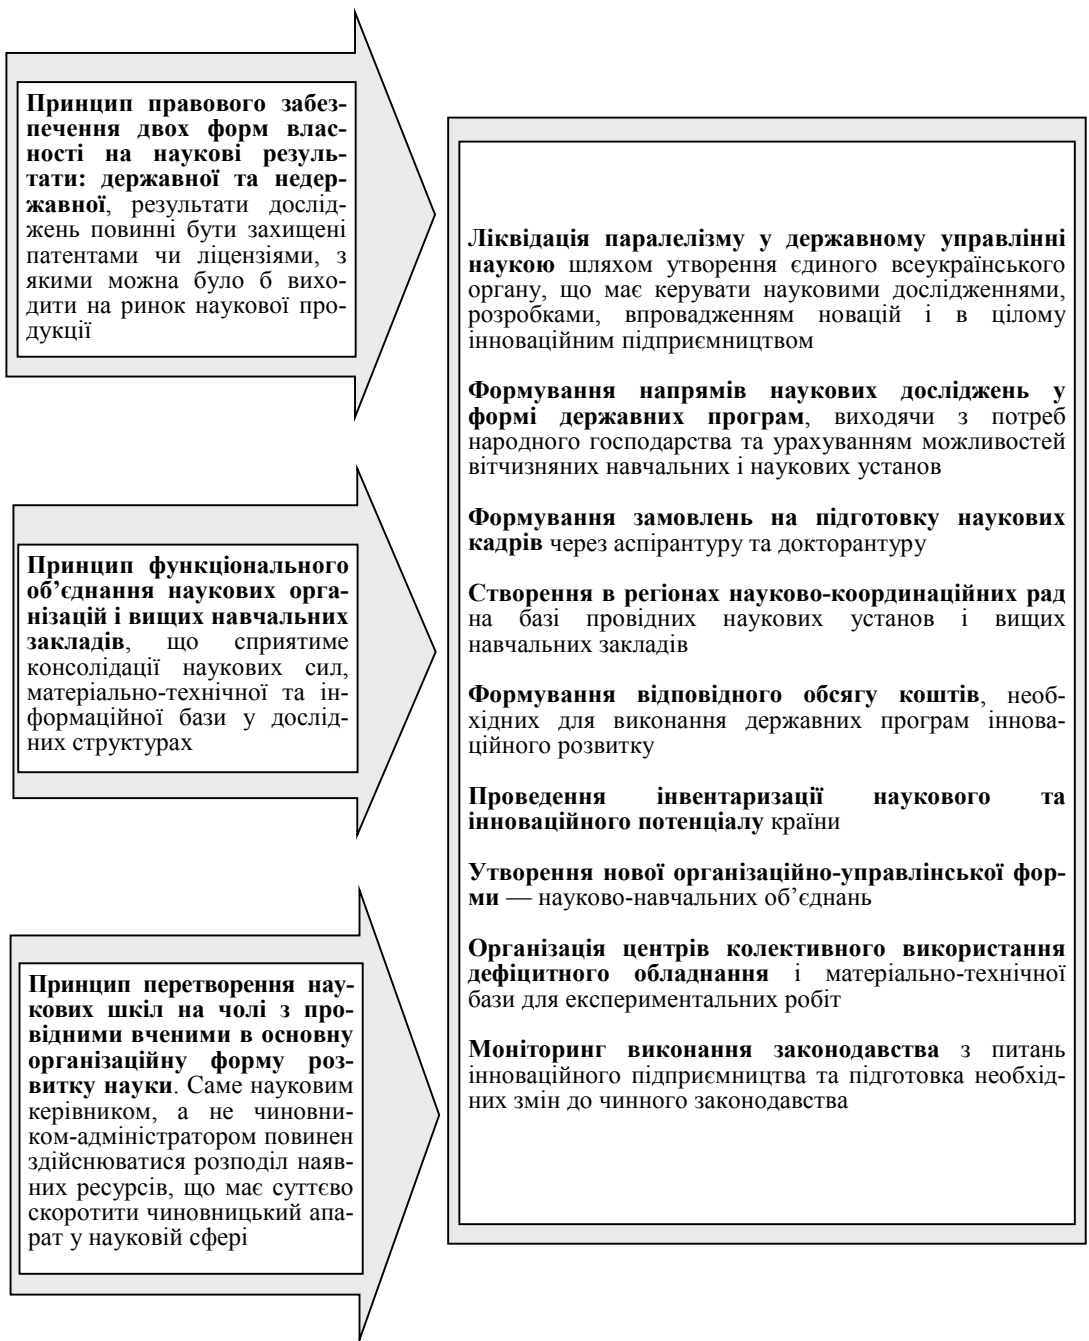 Принцип правового забез-
печення двох форм влас-
ності на наукові резуль-
тати: державної та недер-
жавної, результати дослід-
жень повинні бути захищені
патентами чи ліцензіями, з
якими можна було б вихо-
дити на ринок наукової про-
дукції
Принцип функціонального
об’єднання наукових орга-
нізацій і вищих навчальних
закладів, що сприятиме
консолідації наукових сил,
матеріально-технічної та ін-
формаційної бази у дослід-
них структурах
Принцип перетворення нау-
кових шкіл на чолі з про-
відними вченими в основну
організаційну форму роз-
витку науки. Саме науковим
керівником, а не чиновни-
ком-адміністратором повинен
здійснюватися розподіл наяв-
них ресурсів, що має суттєво
скоротити чиновницький апа-
рат у науковій сфері
Ліквідація паралелізму у державному управлінні
наукою шляхом утворення єдиного всеукраїнського
органу, що має керувати науковими дослідженнями,
розробками, впровадженням новацій і в цілому
інноваційним підприємництвом
Формування напрямів наукових досліджень у
формі державних програм, виходячи з потреб
народного господарства та урахуванням можливостей
вітчизняних навчальних і наукових установ
Формування замовлень на підготовку наукових
кадрів через аспірантуру та докторантуру
Створення в регіонах науково-координаційних рад
на базі провідних наукових установ і вищих
навчальних закладів
Формування відповідного обсягу коштів, необ-
хідних для виконання державних програм іннова-
ційного розвитку
Проведення інвентаризації наукового та
інноваційного потенціалу країни
Утворення нової організаційно-управлінської фор-
ми — науково-навчальних об’єднань
Організація центрів колективного використання
дефіцитного обладнання і матеріально-технічної
бази для експериментальних робіт
Моніторинг виконання законодавства з питань
інноваційного підприємництва та підготовка необхід-
них змін до чинного законодавства